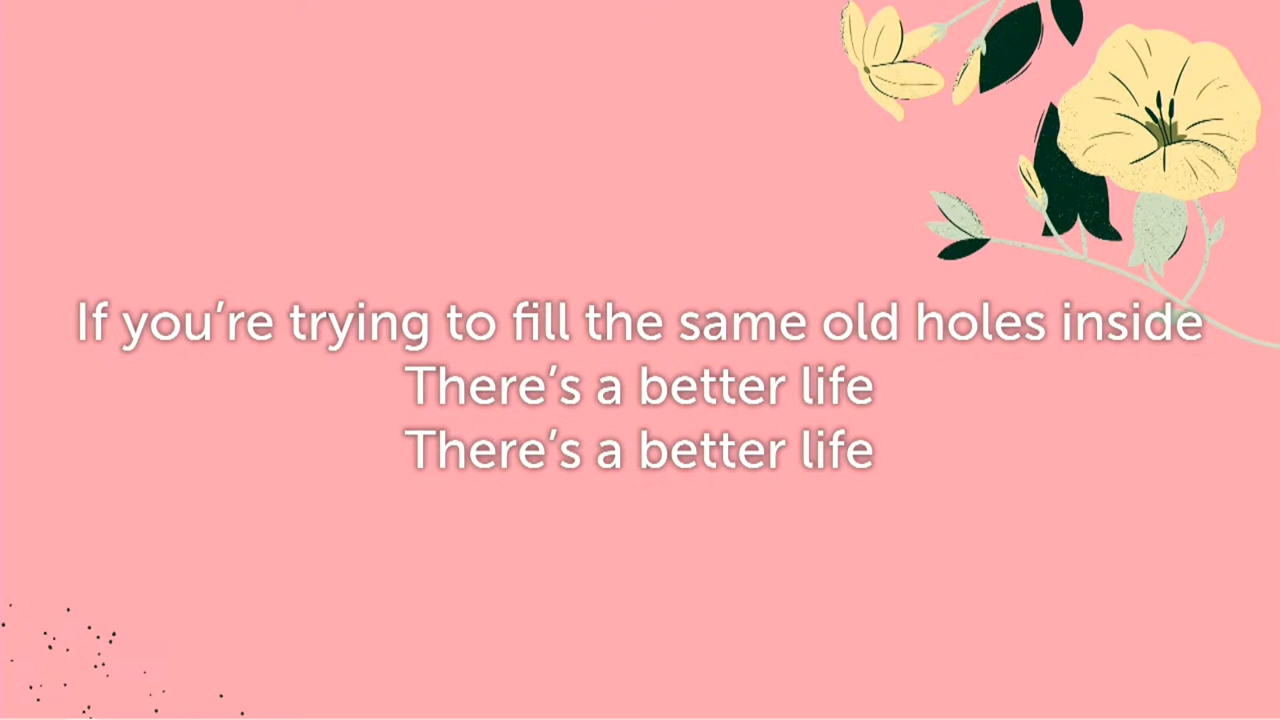 If you’re trying to fill the same old holes inside
There’s a better life
There’s a better life